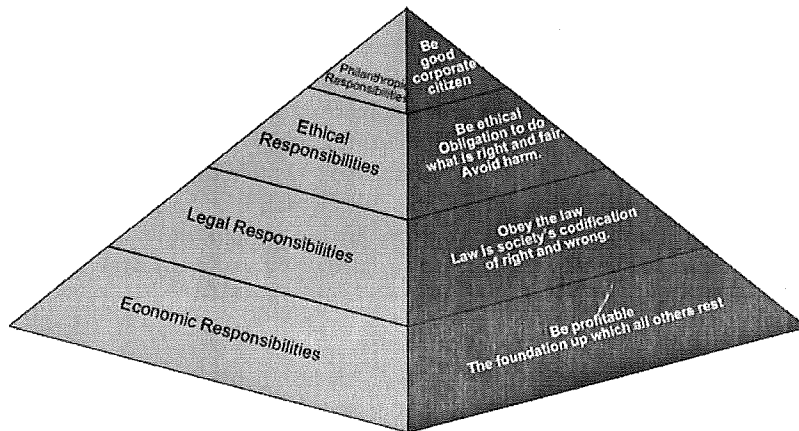 Philanthropic
Responsibilities
Be
good
corporate
citizen
Ethical
Responsibilities
Be ethical
Obligation to do
what is right and fair.
Avoid harm.
Legal Responsibilities
Obey the law
Law is society's codification
of right and wrong.
Economic Responsibilities
Be profitable
The foundation up which all others rest